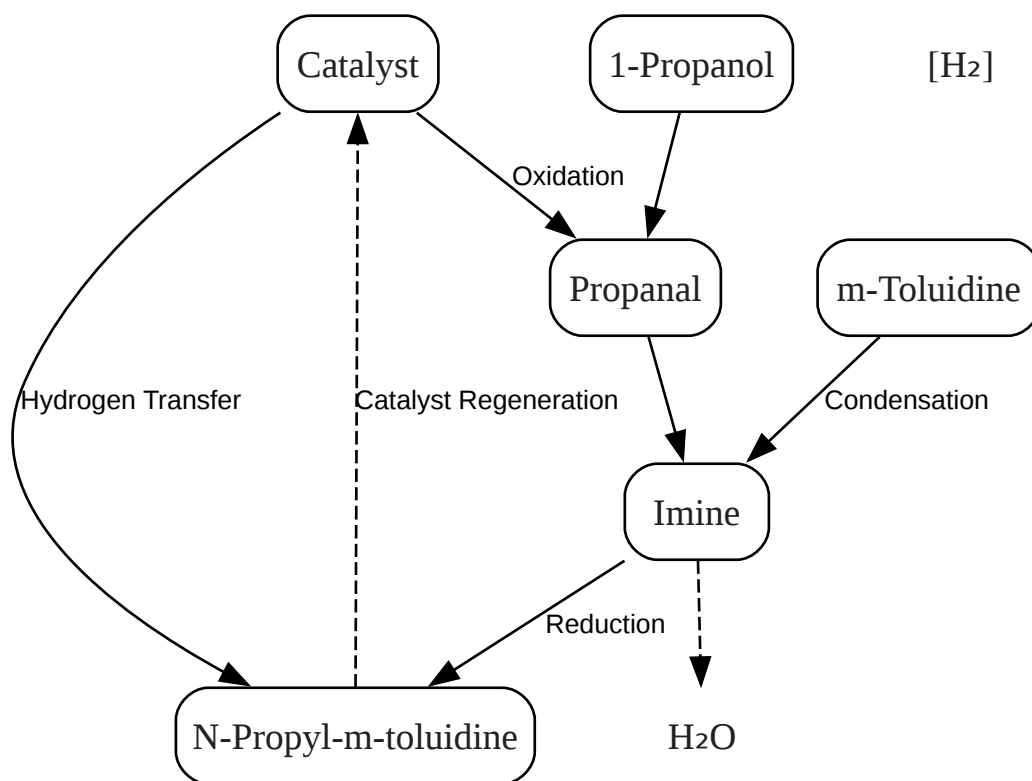 Catalyst
1-Propanol
[H₂]
Oxidation
Propanal
m-Toluidine
Hydrogen Transfer
Catalyst Regeneration
Condensation
Imine
Reduction
N-Propyl-m-toluidine
H₂O